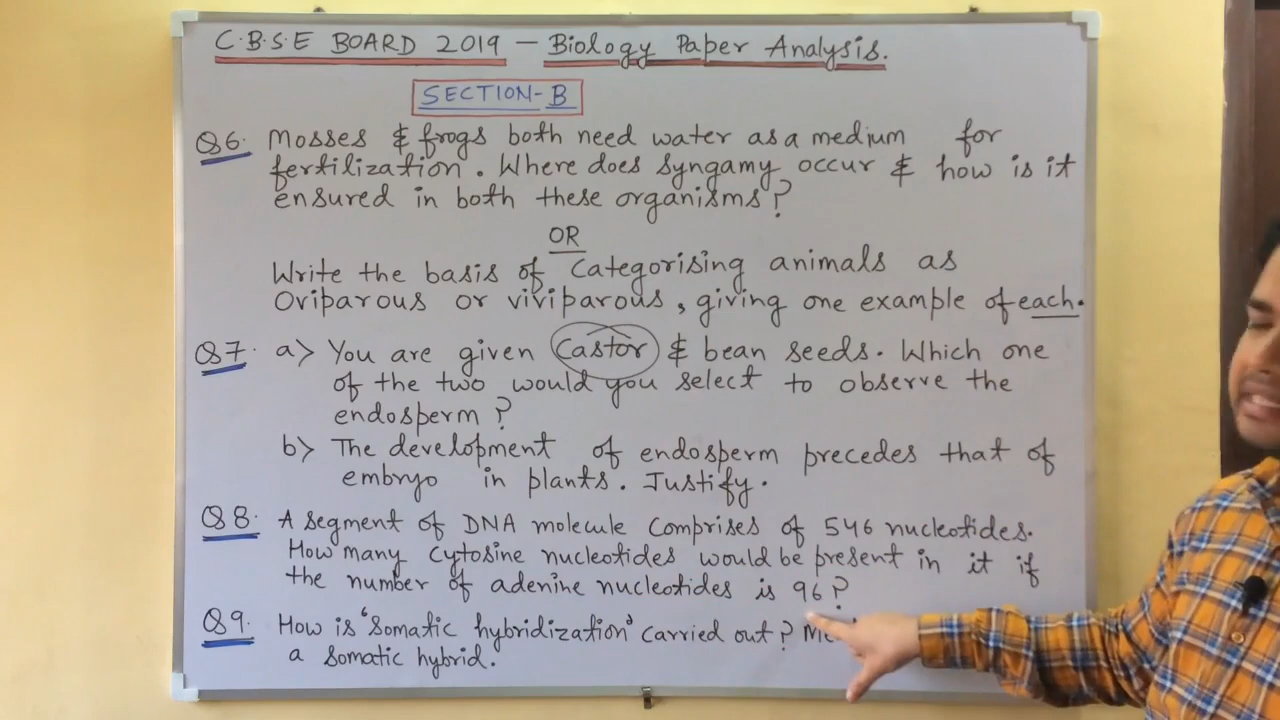 C.B.S.E BOARD 2019 – Biology Paper Analysis.
SECTION-B
Q6. Mosses & frogs both need water as a medium for
fertilization. Where does syngamy occur & how is it
ensured in both these organisms?
OR
Write the basis of Categorising animals as
Oviparous or viviparous, giving one example of each.
Q7. a> You are given Castor & bean seeds. Which one
of the two would you select to observe the
endosperm?
b> The development of endosperm precedes that of
embryo in plants. Justify.
Q8. A segment of DNA molecule comprises of 546 nucleotides.
How many cytosine nucleotides would be present in it if
the number of adenine nucleotides is 96?
Q9. How is 'Somatic hybridization' carried out?
a somatic hybrid.